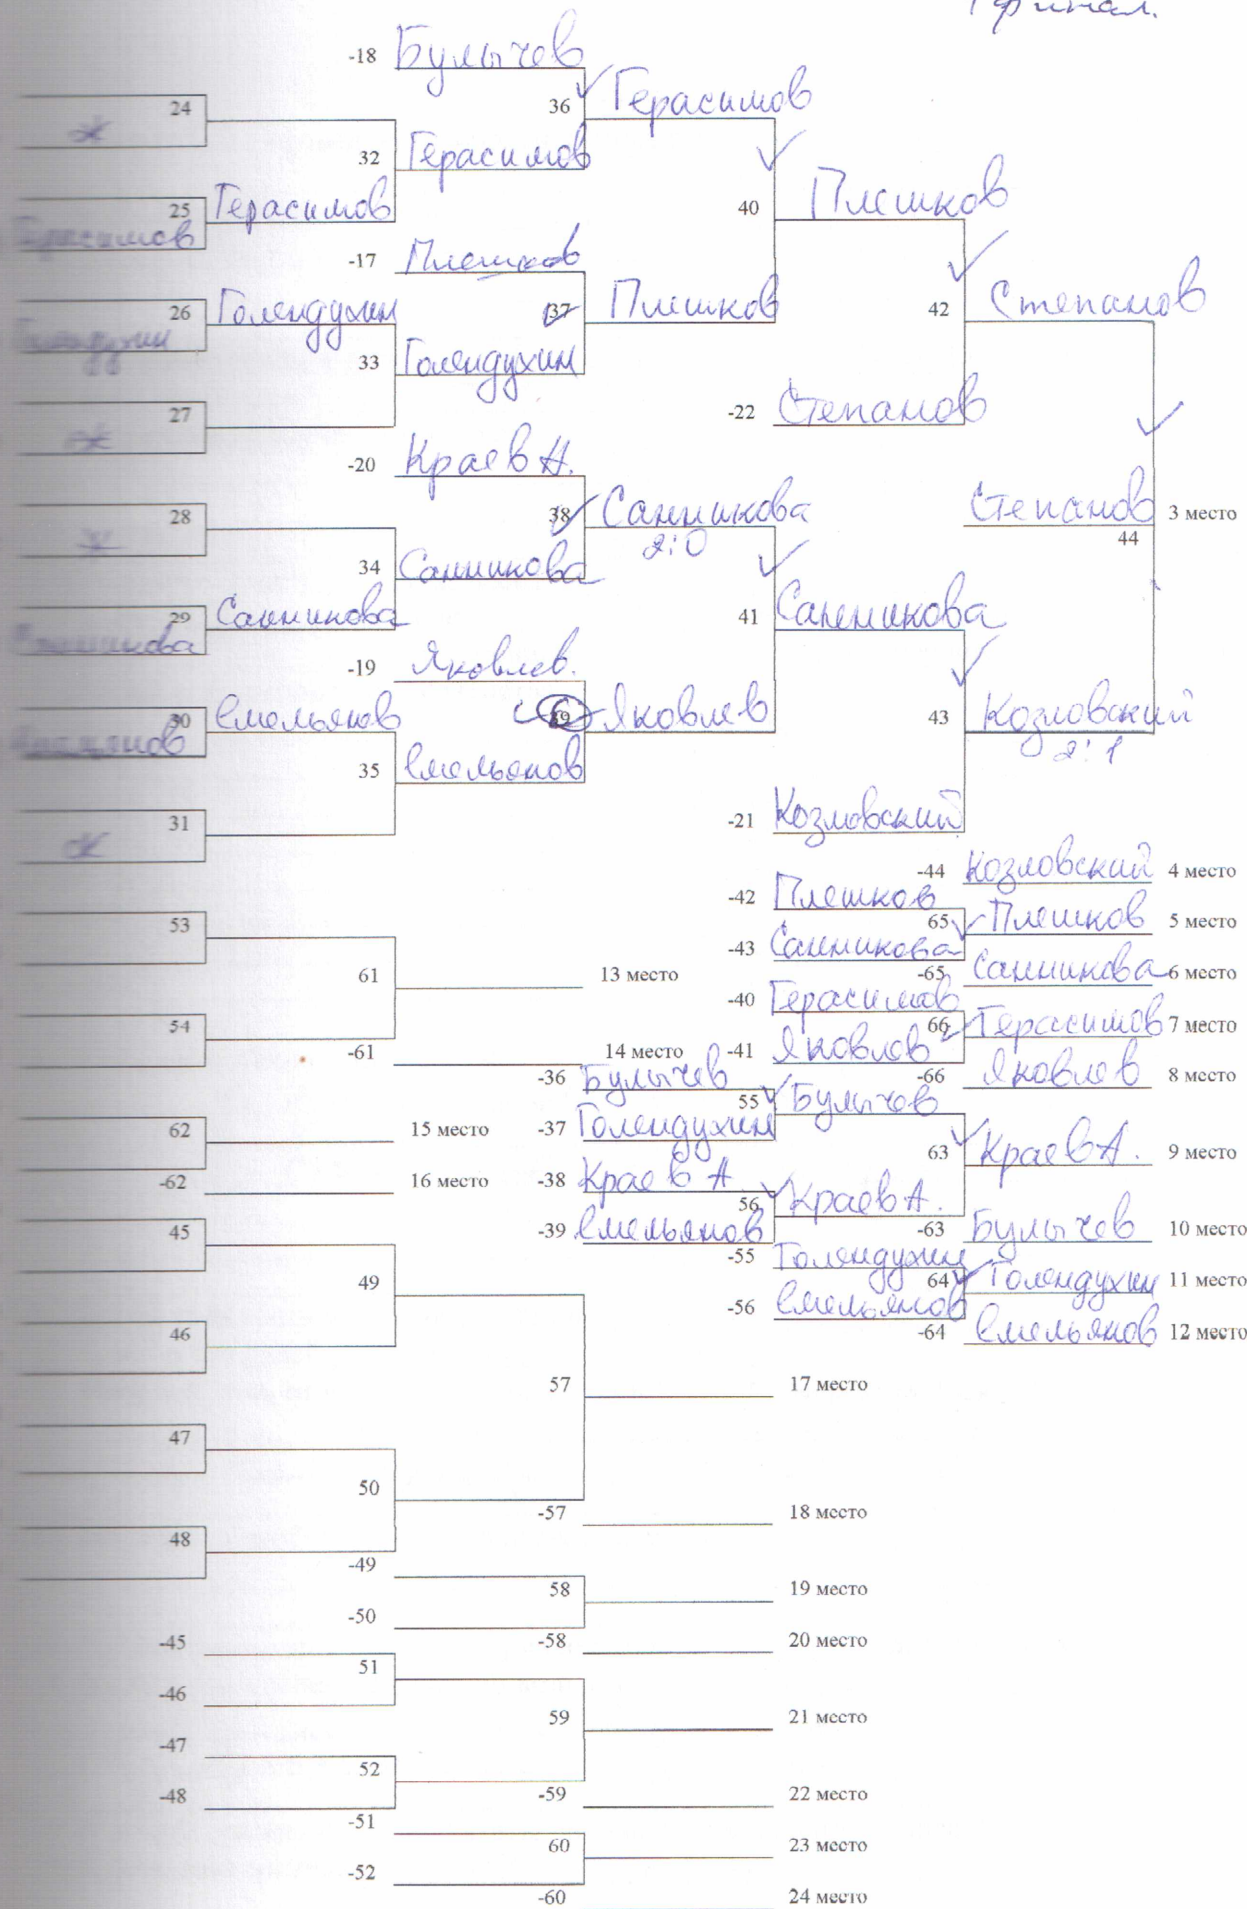 1 финал.
-18 Булычев
24
36 Герасимов
32 Герасимов
25 Герасимов
Герасимов
40 Плешков
-17 Плешков
26 Голендухин
37 Плешков
42 Степанов
Голендухин
33 Голендухин
27
-22 Степанов
-20 Краев А.
28
38 Санникова
2:0
Степанов 3 место
44
34 Санникова
29 Санникова
Санникова
41 Санникова
-19 Яковлев.
30 Емельянов
Емельянов
39 Яковлев
43 Козловский
2:1
35 Емельянов
31
-21 Козловский
-44 Козловский 4 место
-42 Плешков
53
65 Плешков 5 место
-43 Санникова
61
13 место
-65 Санникова 6 место
-40 Герасимов
54
66 Герасимов 7 место
-61
14 место
-41 Яковлев
-36 Булычев
-66 Яковлев 8 место
55 Булычев
62
15 место
-37 Голендухин
63 Краев А. 9 место
-62
16 место
-38 Краев А
56 Краев А.
45
-39 Емельянов
-63 Булычев 10 место
-55 Голендухин
49
64 Голендухин 11 место
-56 Емельянов
46
-64 Емельянов 12 место
57
17 место
47
50
-57
18 место
48
-49
58
19 место
-50
-45
-58
20 место
51
-46
59
21 место
-47
52
-48
-59
22 место
-51
60
23 место
-52
-60
24 место